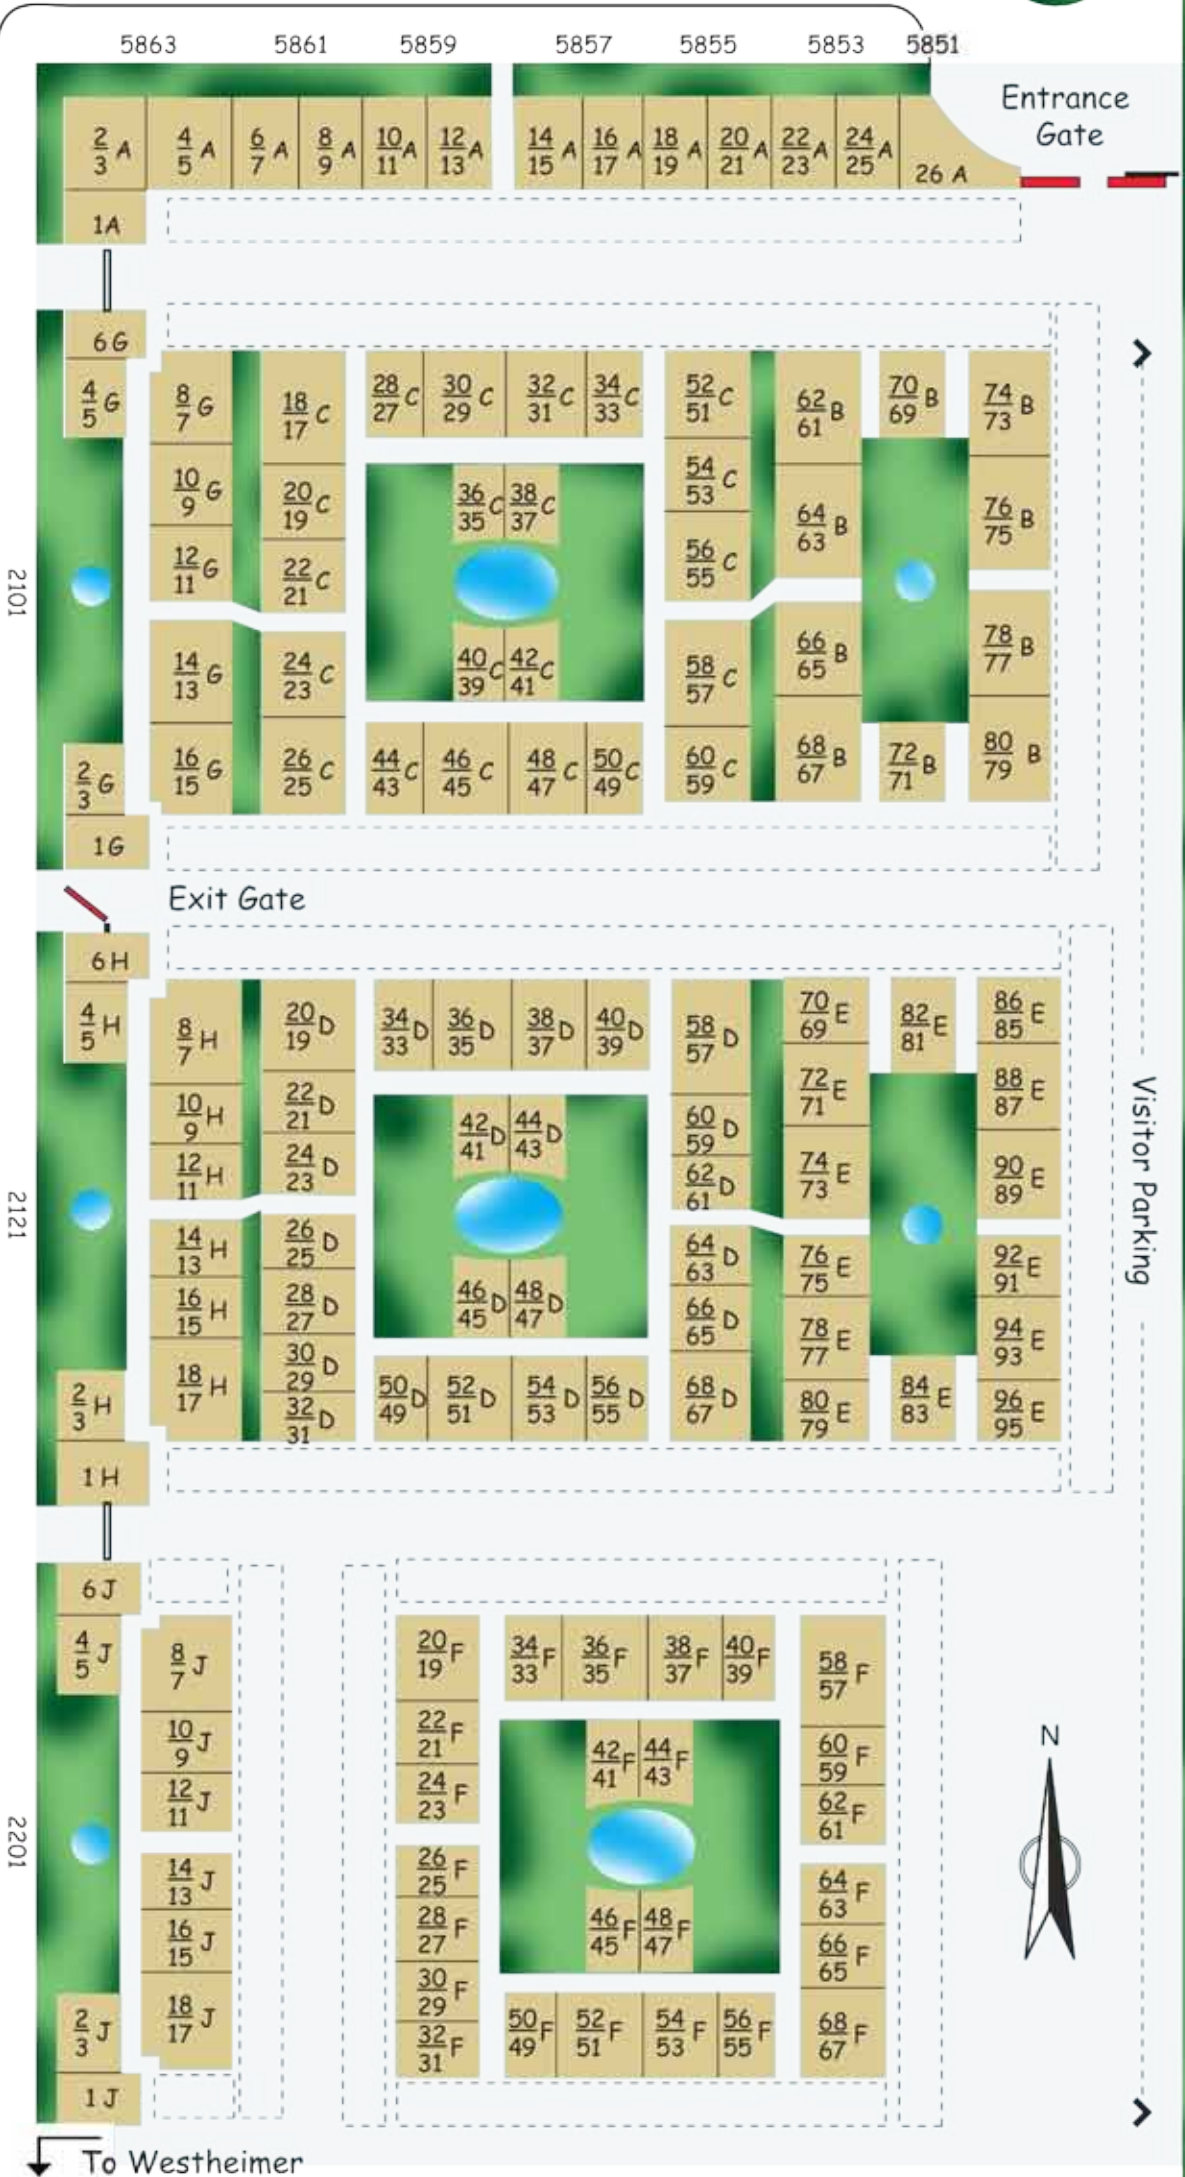 5863 5861 5859 5857 5855 5853 5851
Entrance
Gate
2/3 A 4/5 A 6/7 A 8/9 A 10/11 A 12/13 A 14/15 A 16/17 A 18/19 A 20/21 A 22/23 A 24/25 A 26 A
1A
6 G
4/5 G
8/7 G
10/9 G
12/11 G
14/13 G
16/15 G
2/3 G
1G
2101
18/17 C
20/19 C
22/21 C
24/23 C
26/25 C
28/27 C 30/29 C 32/31 C 34/33 C
36/35 C 38/37 C
40/39 C 42/41 C
44/43 C 46/45 C 48/47 C 50/49 C
52/51 C
54/53 C
56/55 C
58/57 C
60/59 C
62/61 B
64/63 B
66/65 B
68/67 B
70/69 B
72/71 B
74/73 B
76/75 B
78/77 B
80/79 B
Exit Gate
6 H
4/5 H
8/7 H
10/9 H
12/11 H
14/13 H
16/15 H
18/17 H
2/3 H
1 H
2121
20/19 D
22/21 D
24/23 D
26/25 D
28/27 D
30/29 D
32/31 D
34/33 D 36/35 D 38/37 D 40/39 D
42/41 D 44/43 D
46/45 D 48/47 D
50/49 D 52/51 D 54/53 D 56/55 D
58/57 D
60/59 D
62/61 D
64/63 D
66/65 D
68/67 D
70/69 E
72/71 E
74/73 E
76/75 E
78/77 E
80/79 E
82/81 E
84/83 E
86/85 E
88/87 E
90/89 E
92/91 E
94/93 E
96/95 E
Visitor Parking
6 J
4/5 J
8/7 J
10/9 J
12/11 J
14/13 J
16/15 J
18/17 J
2/3 J
1 J
2201
20/19 F
22/21 F
24/23 F
26/25 F
28/27 F
30/29 F
32/31 F
34/33 F 36/35 F 38/37 F 40/39 F
42/41 F 44/43 F
46/45 F 48/47 F
50/49 F 52/51 F 54/53 F 56/55 F
58/57 F
60/59 F
62/61 F
64/63 F
66/65 F
68/67 F
N
To Westheimer